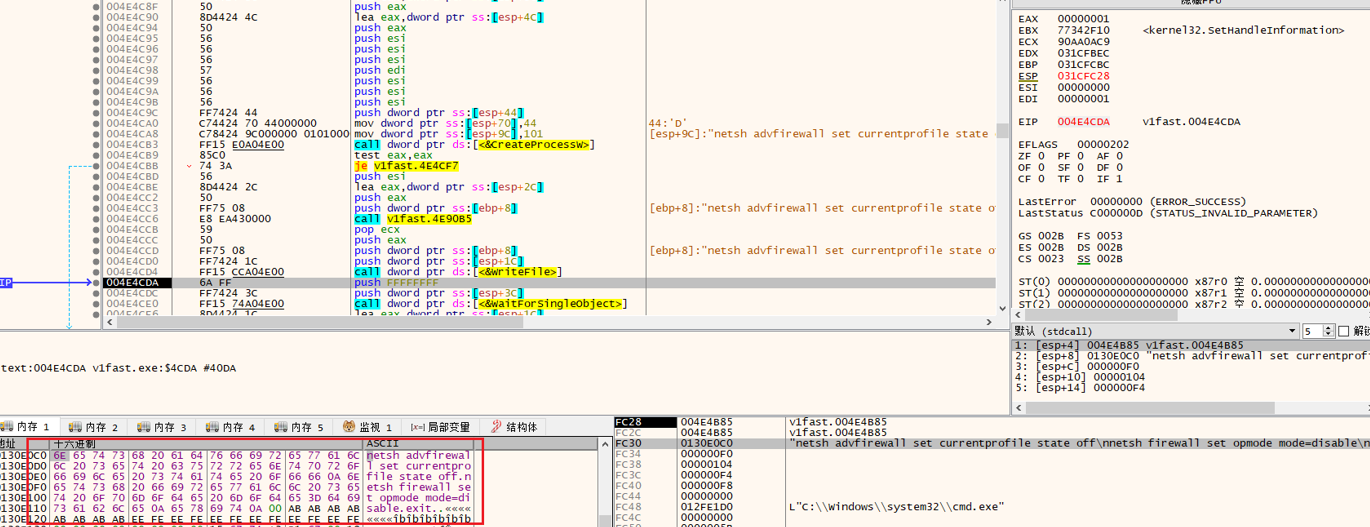 004E4C8F 50 push eax
004E4C90 8D4424 4C lea eax,dword ptr ss:[esp+4C]
004E4C94 50 push eax
004E4C95 56 push esi
004E4C96 56 push esi
004E4C97 56 push esi
004E4C98 57 push edi
004E4C99 56 push esi
004E4C9A 56 push esi
004E4C9B 56 push esi
004E4C9C FF7424 44 push dword ptr ss:[esp+44]
004E4CA0 C74424 70 44000000 mov dword ptr ss:[esp+70],44 44:'D'
004E4CA8 C78424 9C000000 01010000 mov dword ptr ss:[esp+9C],101 [esp+9C]:"netsh advfirewall set currentprofile state
004E4CB3 FF15 E0A04E00 call dword ptr ds:[<&CreateProcessW>]
004E4CB9 85C0 test eax,eax
004E4CBB 74 3A je v1fast.4E4CF7
004E4CBD 56 push esi
004E4CBE 8D4424 2C lea eax,dword ptr ss:[esp+2C]
004E4CC2 50 push eax
004E4CC3 FF75 08 push dword ptr ss:[ebp+8] [ebp+8]:"netsh advfirewall set currentprofile state o
004E4CC6 E8 EA430000 call v1fast.4E90B5
004E4CCB 59 pop ecx
004E4CCC 50 push eax
004E4CCD FF75 08 push dword ptr ss:[ebp+8] [ebp+8]:"netsh advfirewall set currentprofile state o
004E4CD0 FF7424 1C push dword ptr ss:[esp+1C]
004E4CD4 FF15 CCA04E00 call dword ptr ds:[<&WriteFile>]
IP 004E4CDA 6A FF push FFFFFFFF
004E4CDC FF7424 3C push dword ptr ss:[esp+3C]
004E4CE0 FF15 74A04E00 call dword ptr ds:[<&WaitForSingleObject>]
004E4CE6 8D4424 1C lea eax,dword ptr ss:[esp+1C]
EAX 00000001
EBX 77342F10 <kernel32.SetHandleInformation>
ECX 90AA0AC9
EDX 031CFBEC
EBP 031CFCBC
ESP 031CFC28
ESI 00000000
EDI 00000001
EIP 004E4CDA v1fast.004E4CDA
EFLAGS 00000202
ZF 0 PF 0 AF 0
OF 0 SF 0 DF 0
CF 0 TF 0 IF 1
LastError 00000000 (ERROR_SUCCESS)
LastStatus C000000D (STATUS_INVALID_PARAMETER)
GS 002B FS 0053
ES 002B DS 002B
CS 0023 SS 002B
ST(0) 0000000000000000000 x87r1 空 0.000000000000000
ST(1) 0000000000000000000 x87r2 空 0.000000000000000
ST(2) 0000000000000000000 x87r3 空 0.000000000000000
默认 (stdcall) 5 解锁
1: [esp+4] 004E4B85 v1fast.004E4B85
2: [esp+8] 0130E0C0 "netsh advfirewall set currentprofile
3: [esp+C] 000000F0
4: [esp+10] 00000104
5: [esp+14] 000000F4
text:004E4CDA v1fast.exe:$4CDA #40DA
内存 1 内存 2 内存 3 内存 4 内存 5 监视 1 [x=] 局部变量 结构体
地址 十六进制 ASCII
0130E0C0 6E 65 74 73 68 20 61 64 76 66 69 72 65 77 61 6C netsh advfirewal
0130E0D0 6C 20 73 65 74 20 63 75 72 72 65 6E 74 70 72 6F l set currentpro
0130E0E0 66 69 6C 65 20 73 74 61 74 65 20 6F 66 66 0A 6E file state off.n
0130E0F0 65 74 73 68 20 66 69 72 65 77 61 6C 6C 20 73 65 etsh firewall se
0130E100 74 20 6F 70 6D 6F 64 65 20 6D 6F 64 65 3D 64 69 t opmode mode=di
0130E110 73 61 62 6C 65 0A 65 78 69 74 0A 00 AB AB AB AB sable.exit..««««
0130E120 AB AB AB AB EE FE EE FE EE FE EE FE EE FE EE FE ««««îþîþîþîþîþîþ
FC28 004E4B85 v1fast.004E4B85
FC2C 004E4B85 v1fast.004E4B85
FC30 0130E0C0 "netsh advfirewall set currentprofile state off\nnetsh firewall set opmode mode=disable\n
FC34 000000F0
FC38 00000104
FC3C 000000F4
FC40 000000F8
FC44 00000000
FC48 012FE1D0 L"C:\\Windows\\system32\\cmd.exe"
FC4C 00000000